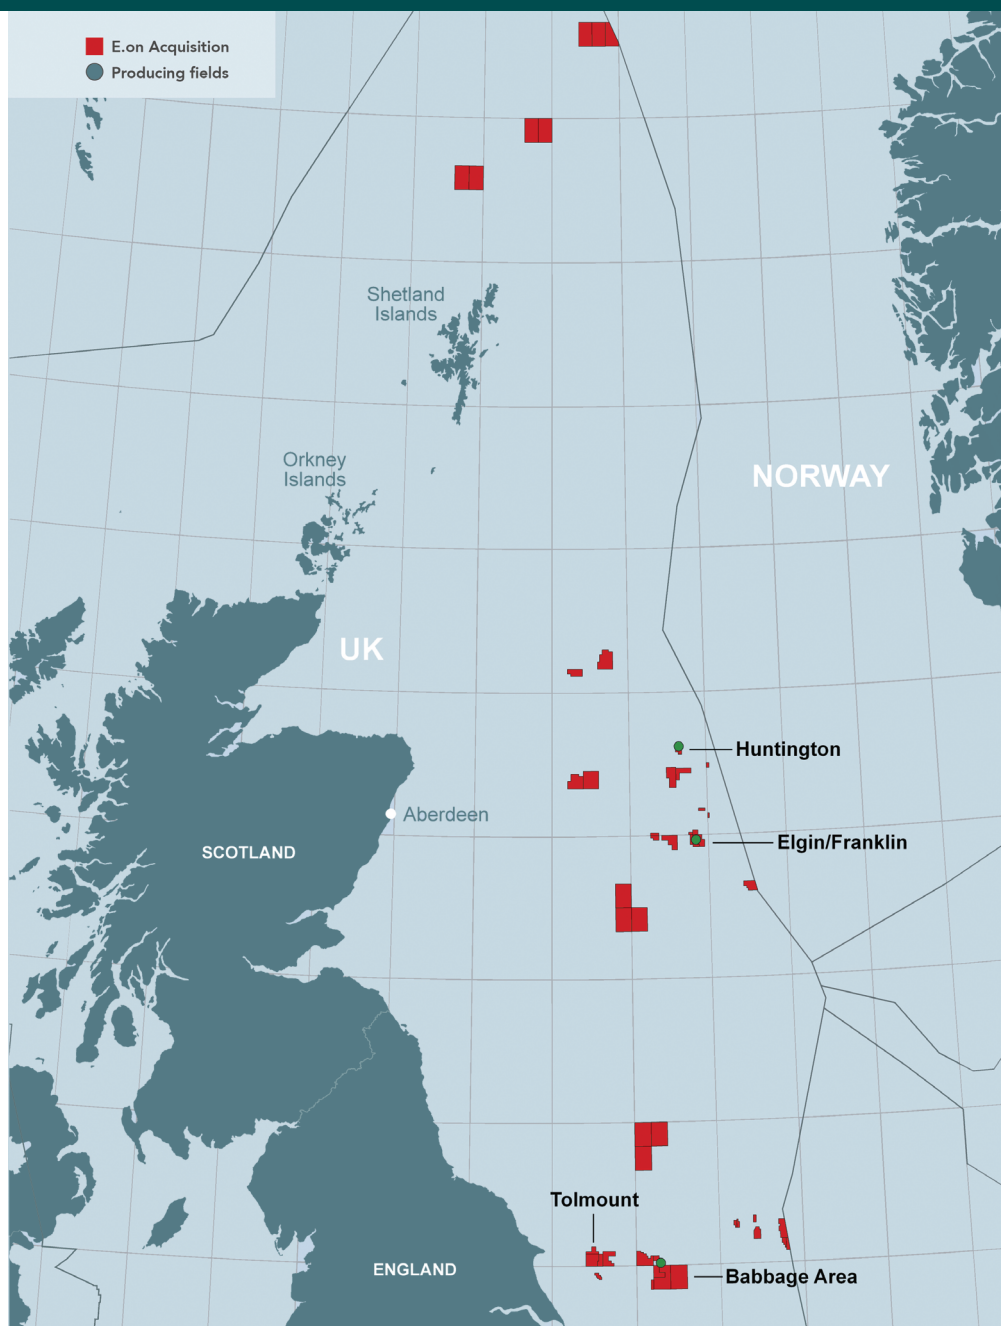 E.on Acquisition
Producing fields
Shetland
Islands
Orkney
Islands
NORWAY
UK
Huntington
Aberdeen
Elgin/Franklin
SCOTLAND
Tolmount
ENGLAND
Babbage Area